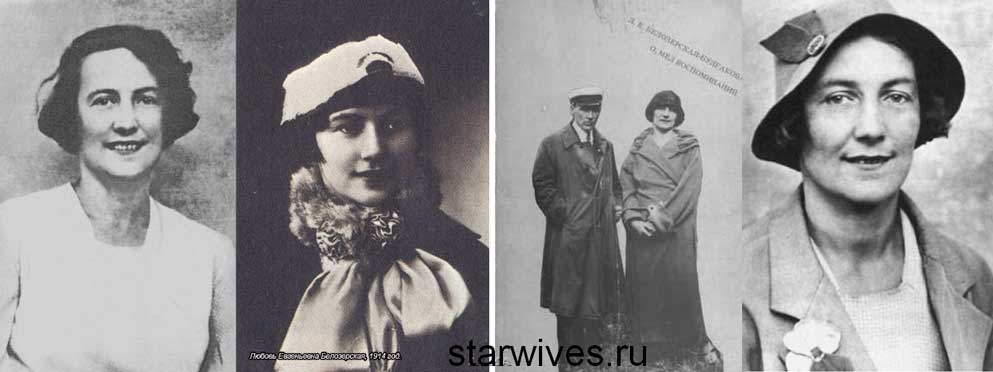 Л. Е. БЕЛОЗЕРСКАЯ-БУЛГАКОВА
О, МЕД ВОСПОМИНАНИЙ
Любовь Евгеньевна Белозерская, 1914 год.
starwives.ru